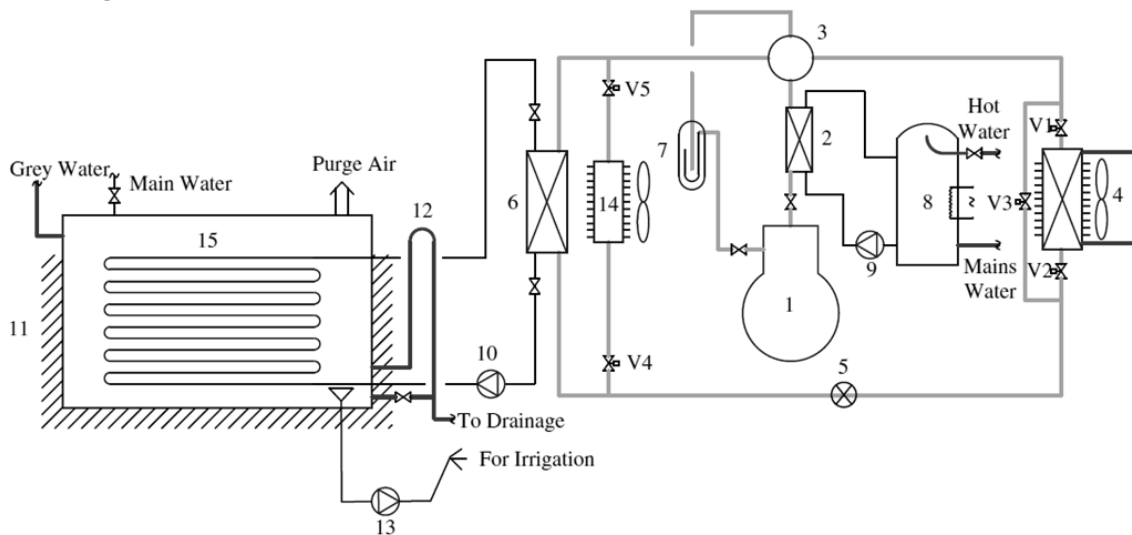 3
V5
Hot
Water
V1
2
7
Grey Water
Main Water
Purge Air
12
6
14
8
V3
4
15
9
Mains
Water
V2
11
1
10
V4
5
To Drainage
For Irrigation
13